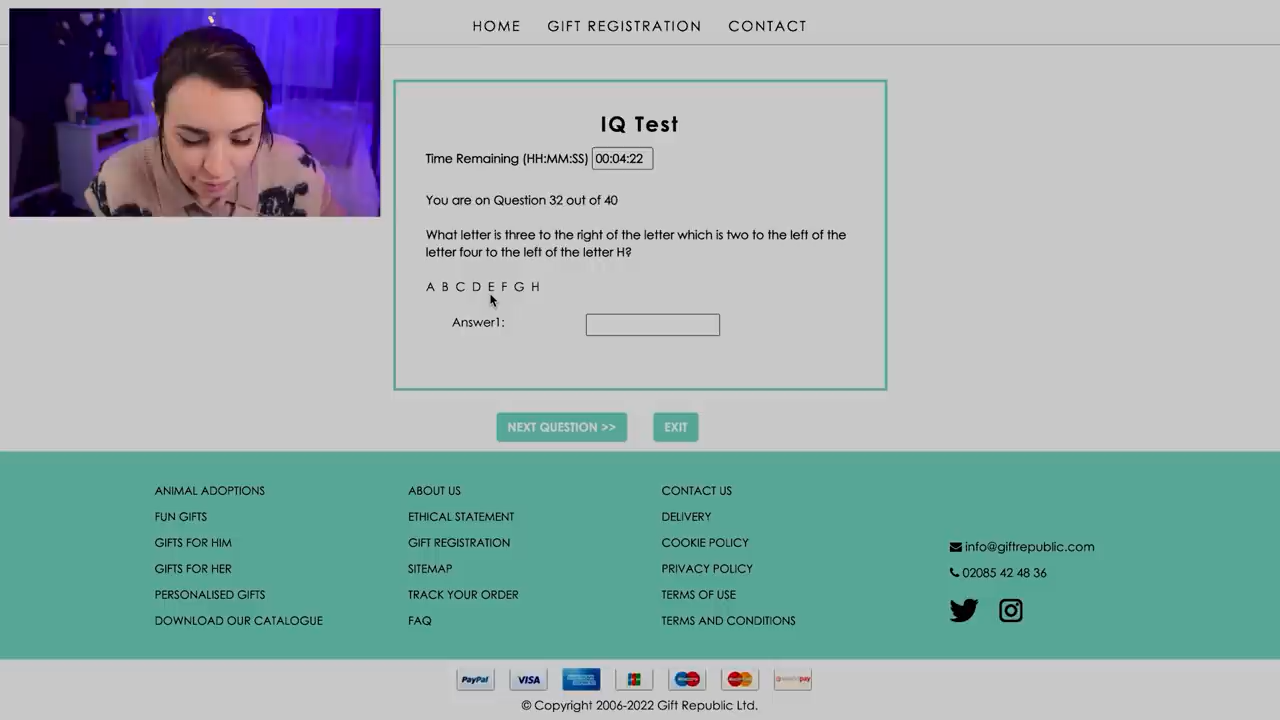 HOME GIFT REGISTRATION CONTACT
IQ Test
Time Remaining (HH:MM:SS) 00:04:22
You are on Question 32 out of 40
What letter is three to the right of the letter which is two to the left of the
letter four to the left of the letter H?
A B C D E F G H
Answer1:
NEXT QUESTION >> EXIT
ANIMAL ADOPTIONS
FUN GIFTS
GIFTS FOR HIM
GIFTS FOR HER
PERSONALISED GIFTS
DOWNLOAD OUR CATALOGUE
ABOUT US
ETHICAL STATEMENT
GIFT REGISTRATION
SITEMAP
TRACK YOUR ORDER
FAQ
CONTACT US
DELIVERY
COOKIE POLICY
PRIVACY POLICY
TERMS OF USE
TERMS AND CONDITIONS
info@giftrepublic.com
02085 42 48 36
PayPal VISA
© Copyright 2006-2022 Gift Republic Ltd.